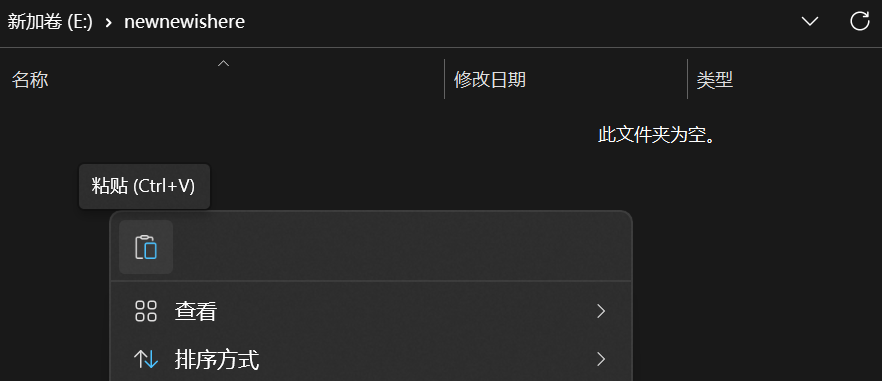 新加卷 (E:) › newnewishere
名称 修改日期 类型
此文件夹为空。
粘贴 (Ctrl+V)
查看
排序方式